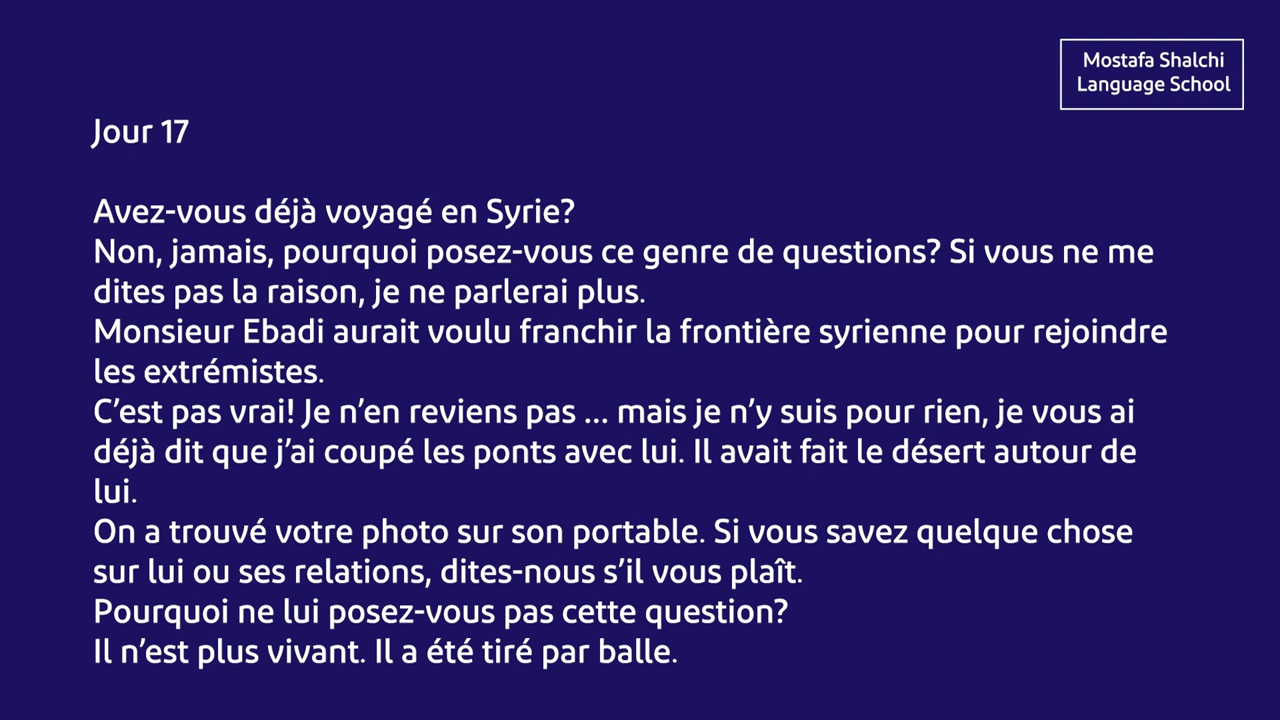 Mostafa Shalchi
Language School
Jour 17
Avez-vous déjà voyagé en Syrie?
Non, jamais, pourquoi posez-vous ce genre de questions? Si vous ne me
dites pas la raison, je ne parlerai plus.
Monsieur Ebadi aurait voulu franchir la frontière syrienne pour rejoindre
les extrémistes.
C’est pas vrai! Je n’en reviens pas ... mais je n’y suis pour rien, je vous ai
déjà dit que j’ai coupé les ponts avec lui. Il avait fait le désert autour de
lui.
On a trouvé votre photo sur son portable. Si vous savez quelque chose
sur lui ou ses relations, dites-nous s’il vous plaît.
Pourquoi ne lui posez-vous pas cette question?
Il n’est plus vivant. Il a été tiré par balle.